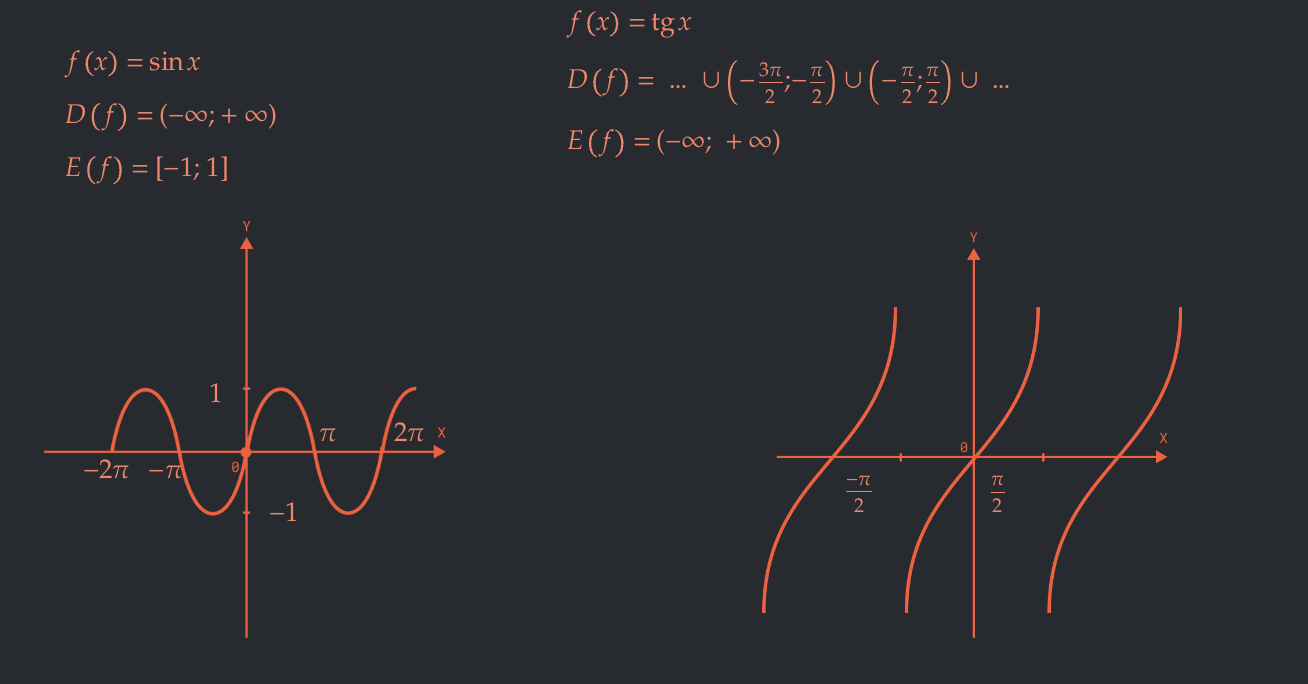 f(x) = sin x
D(f) = (−∞; + ∞)
E(f) = [−1; 1]
Y
1
π
2π
X
−2π
−π
0
−1
f(x) = tg x
D(f) = ... ∪ (−3π/2; −π/2) ∪ (−π/2; π/2) ∪ ...
E(f) = (−∞; + ∞)
Y
X
0
−π/2
π/2